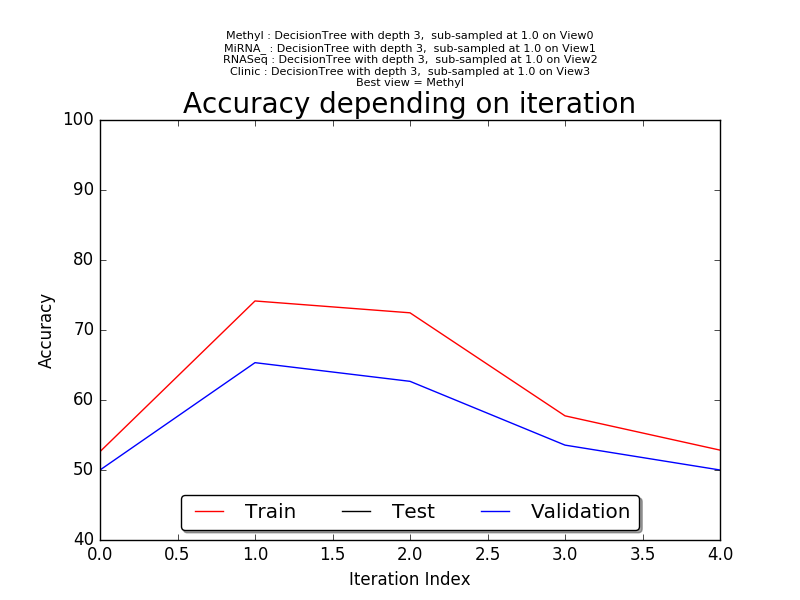 Methyl : DecisionTree with depth 3,  sub-sampled at 1.0 on View0
MiRNA_ : DecisionTree with depth 3,  sub-sampled at 1.0 on View1
RNASeq : DecisionTree with depth 3,  sub-sampled at 1.0 on View2
Clinic : DecisionTree with depth 3,  sub-sampled at 1.0 on View3
Best view = Methyl
Accuracy depending on iteration
100
90
80
70
60
50
40
Accuracy
Train Test Validation
0.0 0.5 1.0 1.5 2.0 2.5 3.0 3.5 4.0
Iteration Index